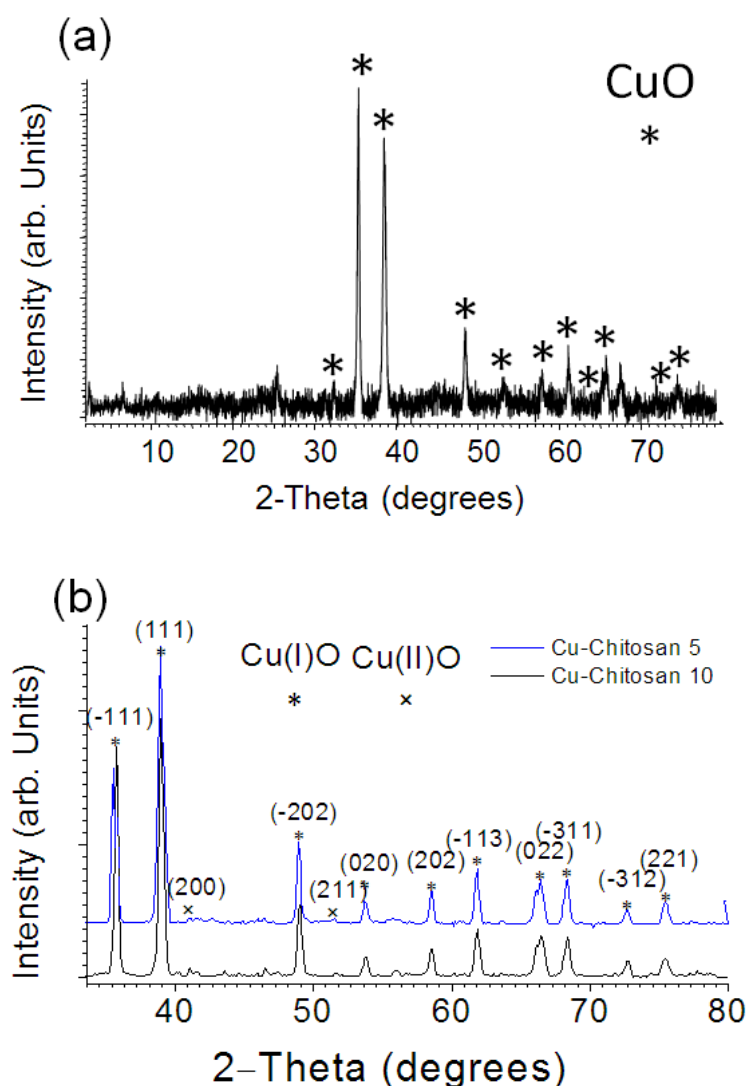 (a)
*
*
CuO
*
Intensity (arb. Units)
* * * * * * * * *
10 20 30 40 50 60 70
2-Theta (degrees)
(b)
(111)
Cu(I)O Cu(II)O
* ×
Cu-Chitosan 5
Cu-Chitosan 10
(-111)
*
Intensity (arb. Units)
(-202)
*
(200)
×
(211)
×
(020)
*
(202)
*
(-113)
*
(-311)
*
(022)
*
(-312)
*
(221)
*
40 50 60 70 80
2−Theta (degrees)